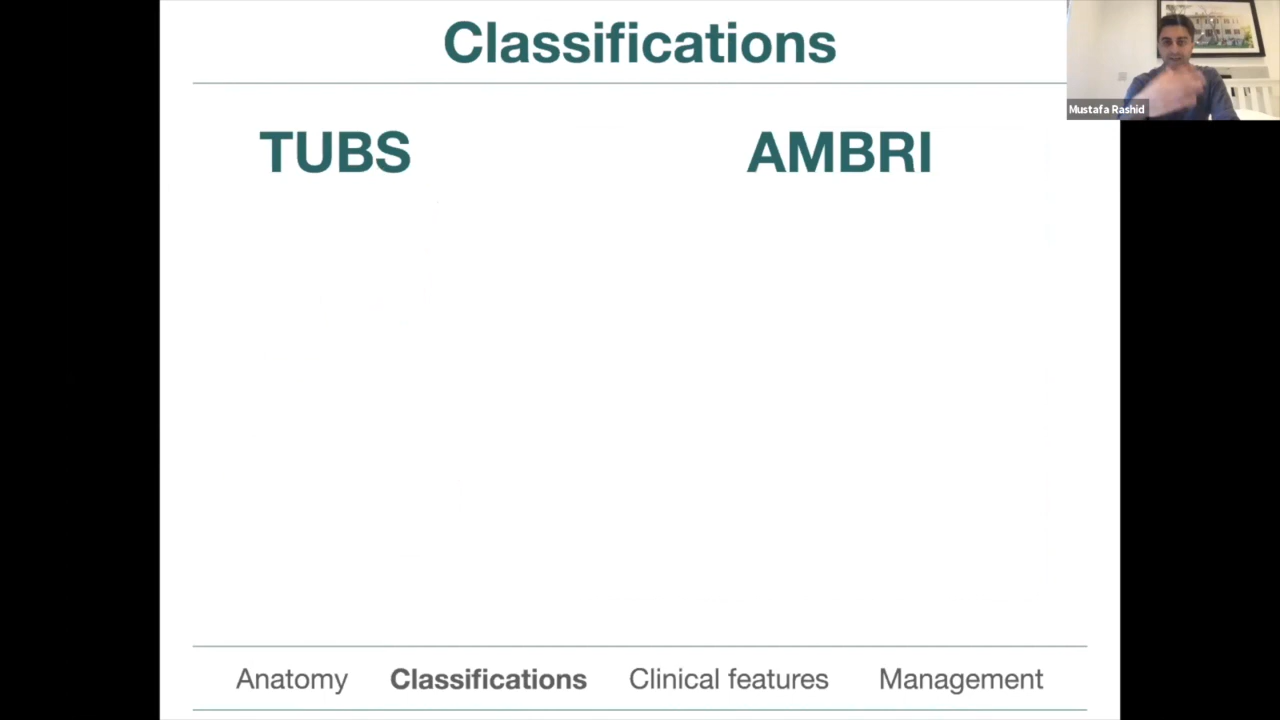 Classifications
Mustafa Rashid
TUBS AMBRI
Anatomy Classifications Clinical features Management